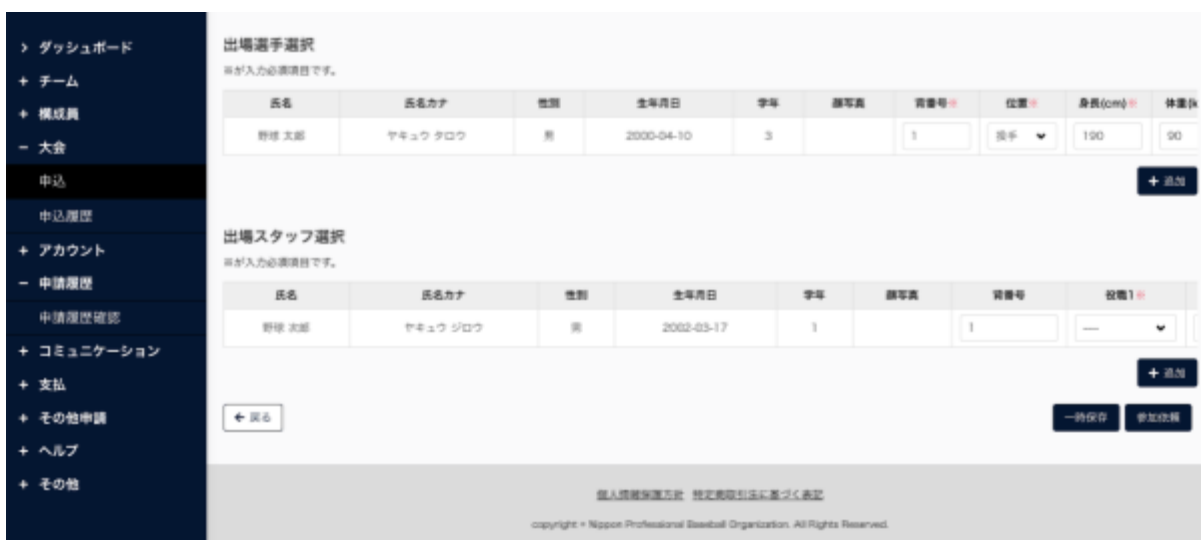 > ダッシュボード
+ チーム
+ 構成員
− 大会
申込
申込履歴
+ アカウント
− 申請履歴
申請履歴確認
+ コミュニケーション
+ 支払
+ その他申請
+ ヘルプ
+ その他
出場選手選択
※が入力必須項目です。
氏名 氏名カナ 性別 生年月日 学年 顔写真 背番号※ 位置※ 身長(cm)※ 体重(k
野球 太郎 ヤキュウ タロウ 男 2000-04-10 3 1 投手 190 90
+ 追加
出場スタッフ選択
※が入力必須項目です。
氏名 氏名カナ 性別 生年月日 学年 顔写真 背番号 役職1※
野球 次郎 ヤキュウ ジロウ 男 2002-03-17 1 1 ----
+ 追加
← 戻る 一時保存 参加依頼
個人情報保護方針 特定商取引法に基づく表記
copyright © Nippon Professional Baseball Organization. All Rights Reserved.